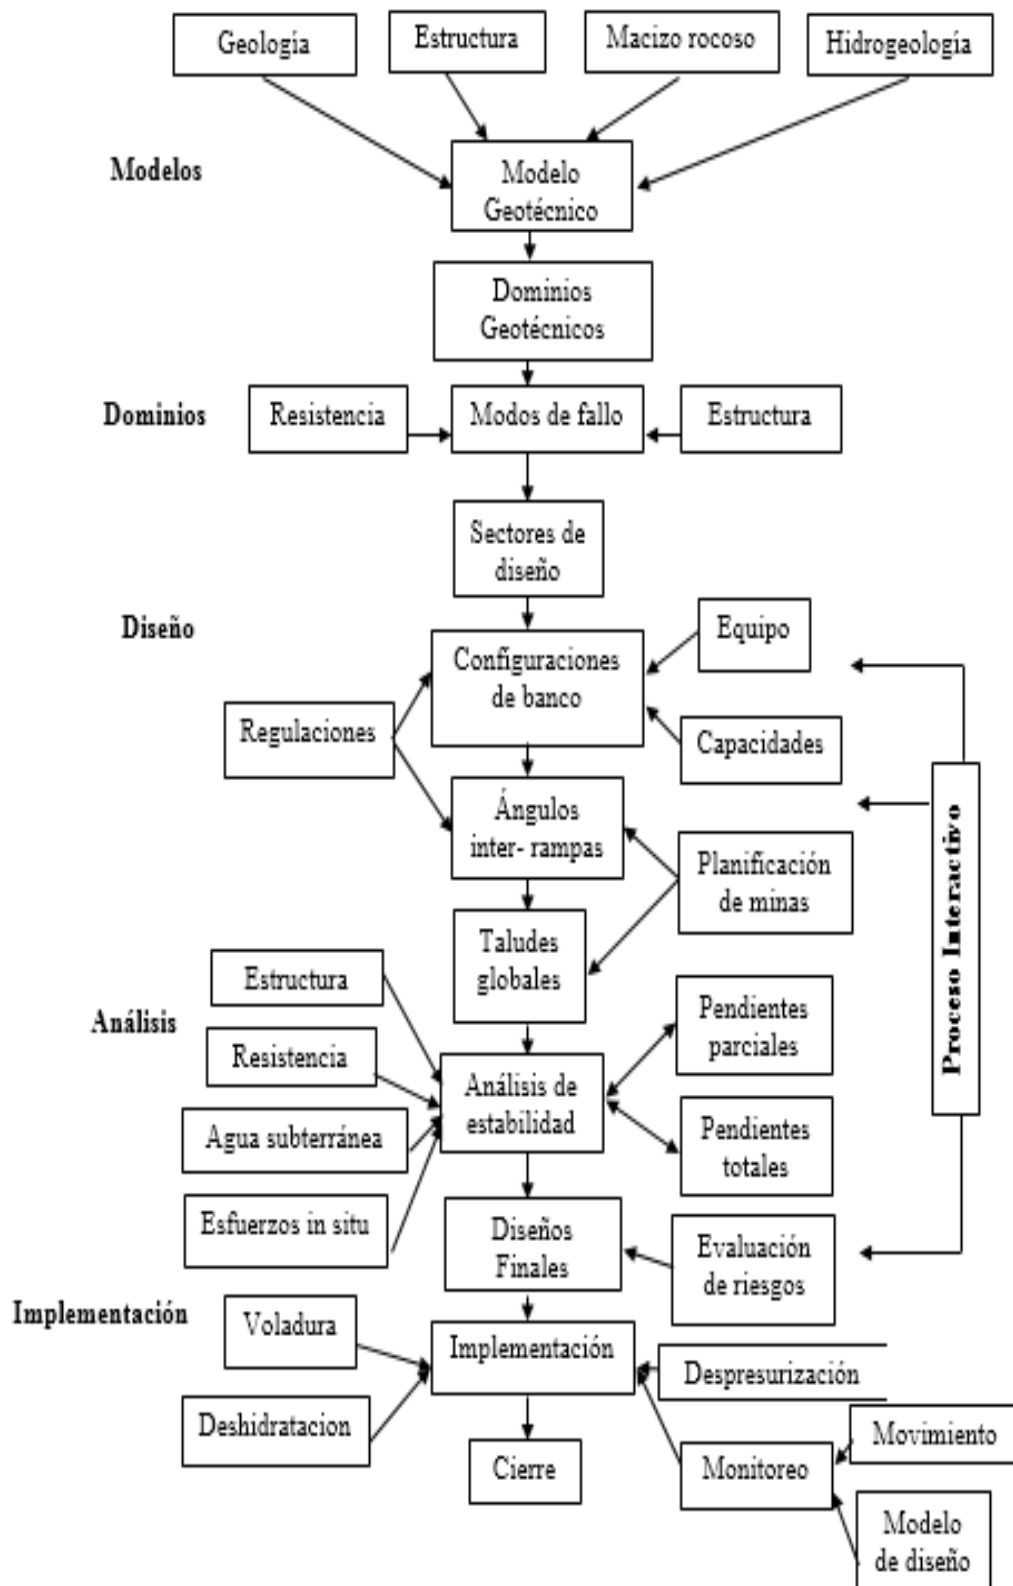 Geología
Estructura
Macizo rocoso
Hidrogeología
Modelos
Modelo
Geotécnico
Dominios
Geotécnicos
Dominios
Resistencia
Modos de fallo
Estructura
Sectores de
diseño
Diseño
Equipo
Configuraciones
de banco
Regulaciones
Capacidades
Ángulos
inter- rampas
Planificación
de minas
Proceso Interactivo
Taludes
globales
Estructura
Análisis
Pendientes
parciales
Resistencia
Análisis de
estabilidad
Agua subterránea
Pendientes
totales
Esfuerzos in situ
Diseños
Finales
Evaluación
de riesgos
Implementación
Voladura
Implementación
Despresurización
Deshidratacion
Movimiento
Cierre
Monitoreo
Modelo
de diseño